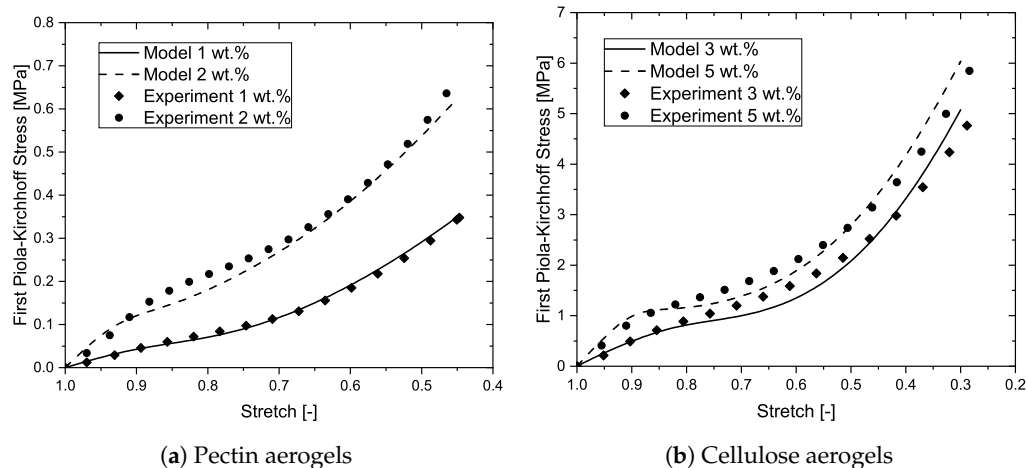 0.8
0.7
0.6
0.5
0.4
0.3
0.2
0.1
0.0
First Piola-Kirchhoff Stress [MPa]
Model 1 wt.%
Model 2 wt.%
Experiment 1 wt.%
Experiment 2 wt.%
1.0 0.9 0.8 0.7 0.6 0.5 0.4
Stretch [-]
(a) Pectin aerogels
7
6
5
4
3
2
1
0
First Piola-Kirchhoff Stress [MPa]
Model 3 wt.%
Model 5 wt.%
Experiment 3 wt.%
Experiment 5 wt.%
1.0 0.9 0.8 0.7 0.6 0.5 0.4 0.3 0.2
Stretch [-]
(b) Cellulose aerogels